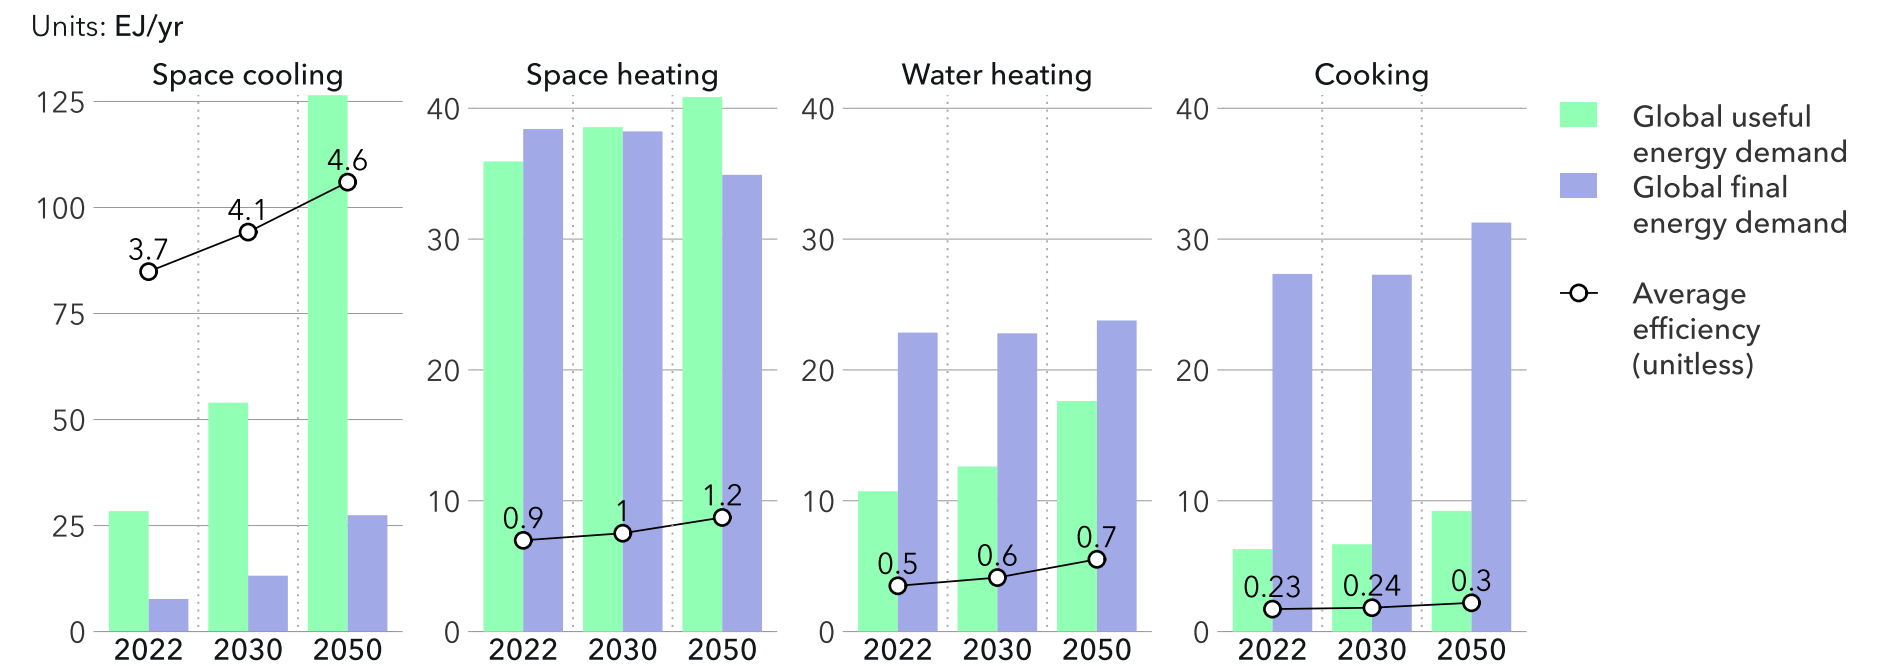 Units: EJ/yr
Space cooling
125
100
75
50
25
0
3.7
4.1
4.6
2022 2030 2050
Space heating
40
30
20
10
0
0.9
1
1.2
2022 2030 2050
Water heating
40
30
20
10
0
0.5
0.6
0.7
2022 2030 2050
Cooking
40
30
20
10
0
0.23
0.24
0.3
2022 2030 2050
Global useful
energy demand
Global final
energy demand
Average
efficiency
(unitless)